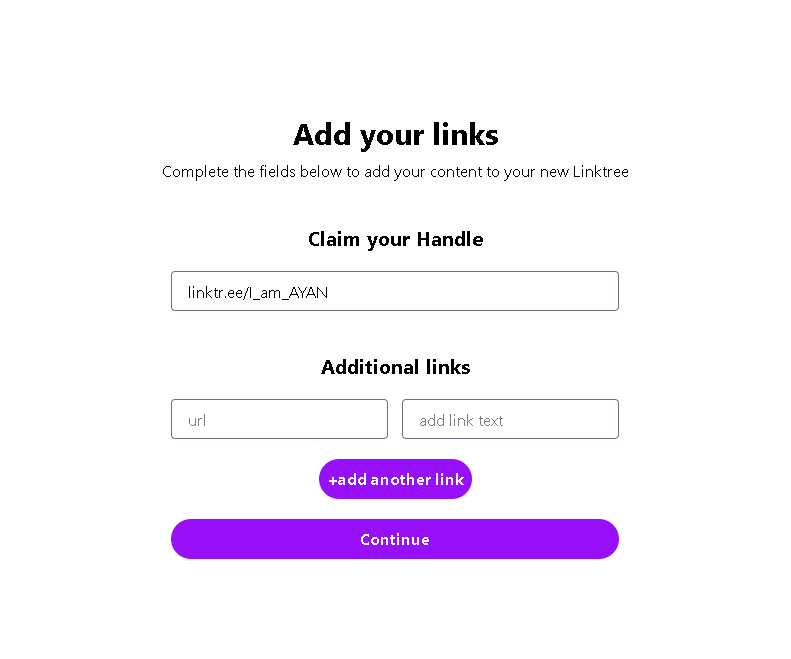 Add your links
Complete the fields below to add your content to your new Linktree
Claim your Handle
linktr.ee/I_am_AYAN
Additional links
url add link text
+add another link
Continue